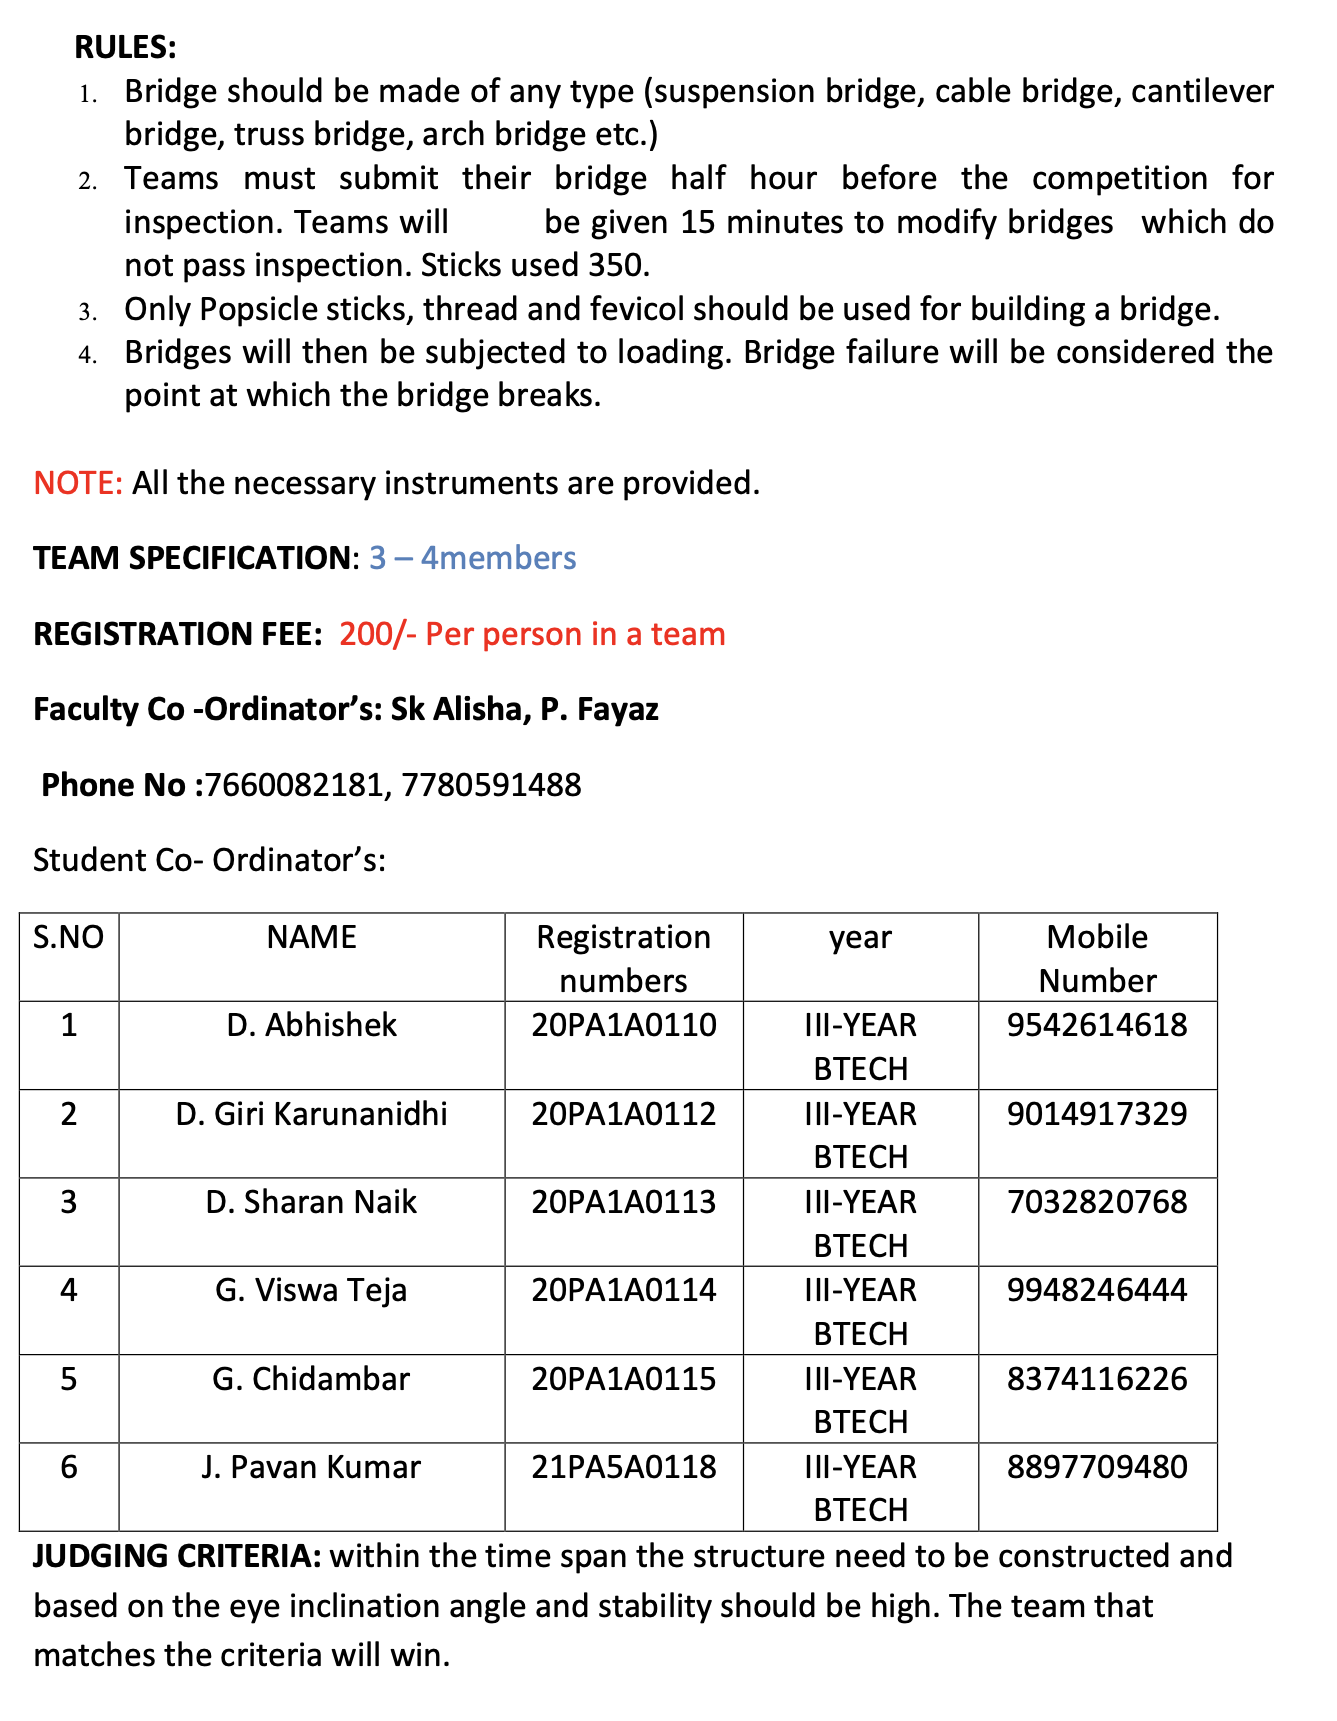 RULES:
1. Bridge should be made of any type (suspension bridge, cable bridge, cantilever
bridge, truss bridge, arch bridge etc.)
2. Teams must submit their bridge half hour before the competition for
inspection. Teams will be given 15 minutes to modify bridges which do
not pass inspection. Sticks used 350.
3. Only Popsicle sticks, thread and fevicol should be used for building a bridge.
4. Bridges will then be subjected to loading. Bridge failure will be considered the
point at which the bridge breaks.
NOTE: All the necessary instruments are provided.
TEAM SPECIFICATION: 3 – 4members
REGISTRATION FEE: 200/- Per person in a team
Faculty Co -Ordinator’s: Sk Alisha, P. Fayaz
Phone No :7660082181, 7780591488
Student Co- Ordinator’s:
S.NO NAME Registration year Mobile
numbers Number
1 D. Abhishek 20PA1A0110 III-YEAR 9542614618
BTECH
2 D. Giri Karunanidhi 20PA1A0112 III-YEAR 9014917329
BTECH
3 D. Sharan Naik 20PA1A0113 III-YEAR 7032820768
BTECH
4 G. Viswa Teja 20PA1A0114 III-YEAR 9948246444
BTECH
5 G. Chidambar 20PA1A0115 III-YEAR 8374116226
BTECH
6 J. Pavan Kumar 21PA5A0118 III-YEAR 8897709480
BTECH
JUDGING CRITERIA: within the time span the structure need to be constructed and
based on the eye inclination angle and stability should be high. The team that
matches the criteria will win.